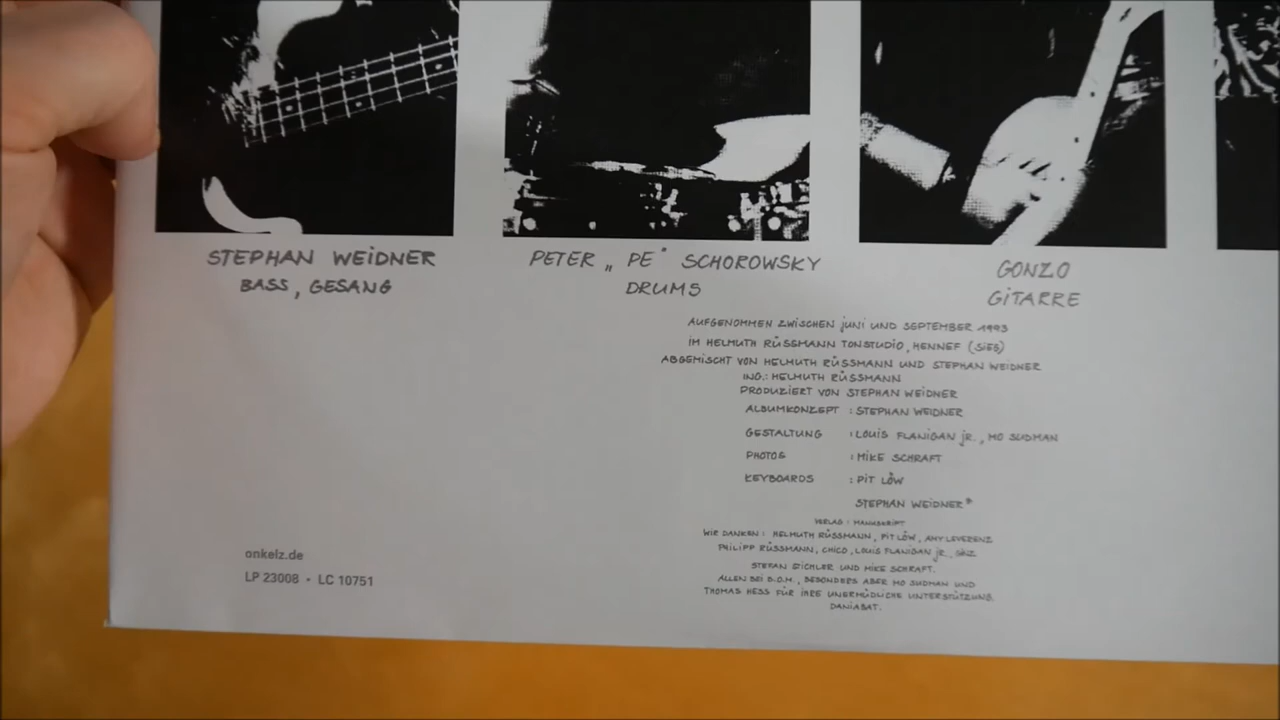 STEPHAN WEIDNER
BASS, GESANG
PETER „PE" SCHOROWSKY
DRUMS
GONZO
GITARRE
AUFGENOMMEN ZWISCHEN JUNI UND SEPTEMBER 1993
IM HELMUTH RÜSSMANN TONSTUDIO, HENNEF (SIEG)
ABGEMISCHT VON HELMUTH RÜSSMANN UND STEPHAN WEIDNER
ING.: HELMUTH RÜSSMANN
PRODUZIERT VON STEPHAN WEIDNER
ALBUMKONZEPT : STEPHAN WEIDNER
GESTALTUNG : LOUIS FLANIGAN JR., MO SUDMAN
PHOTOS : MIKE SCHRAFT
KEYBOARDS : PIT LÖW
STEPHAN WEIDNER*
VERLAG : MANUSKRIPT
WIR DANKEN : HELMUTH RÜSSMANN, PIT LÖW, AMY LEVERENZ
PHILIPP RÜSSMANN, CHICO, LOUIS FLANIGAN JR.,
STEFAN EICHLER UND MIKE SCHRAFT.
ALLEN BEI B.O.M., BESONDERS ABER MO SUDMAN UND
THOMAS HESS FÜR IHRE UNERMÜDLICHE UNTERSTÜTZUNG.
DANIABAT.
onkelz.de
LP 23008 • LC 10751